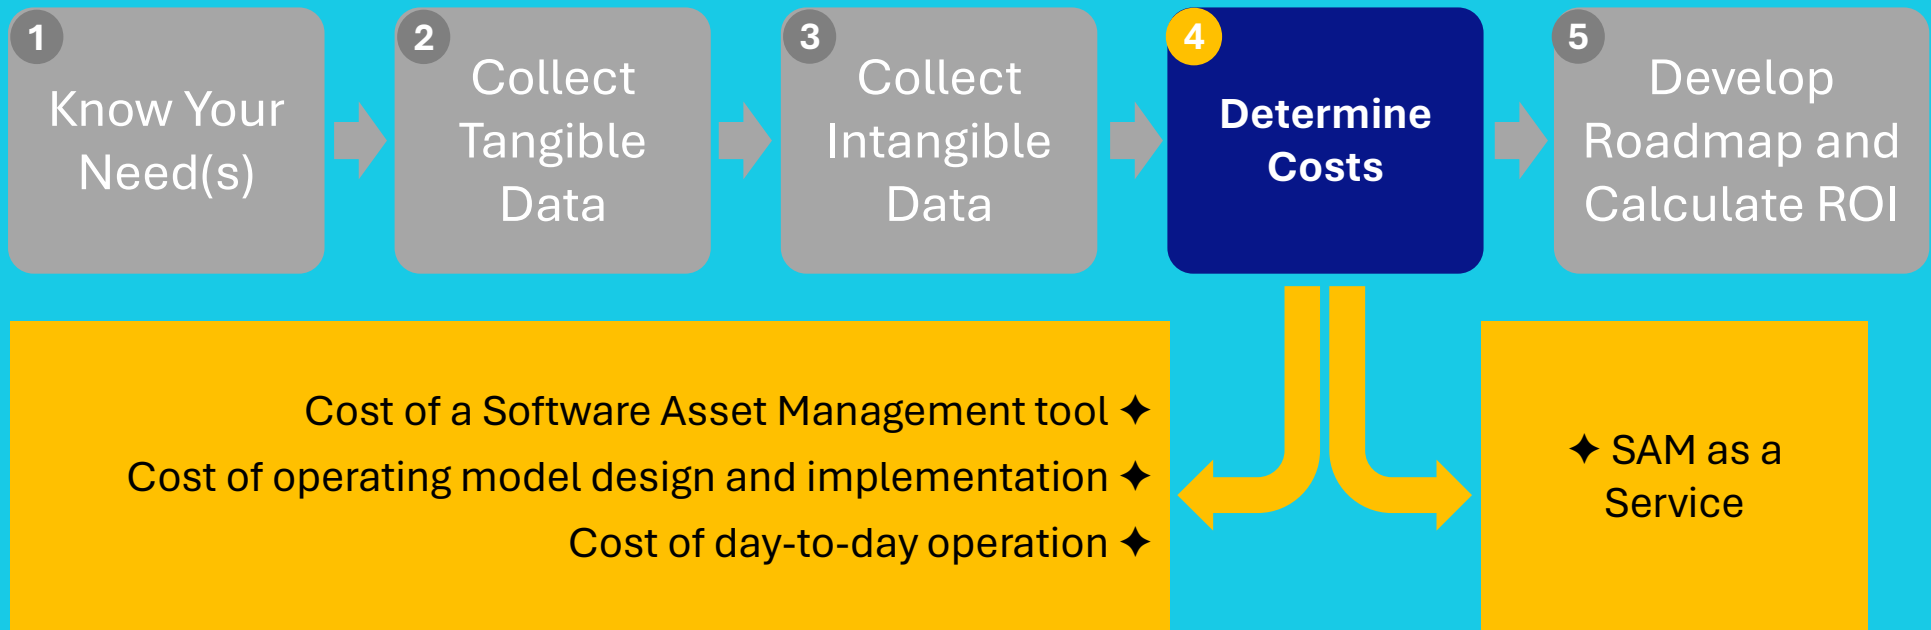 1
Know Your
Need(s)
2
Collect
Tangible
Data
3
Collect
Intangible
Data
4
Determine
Costs
5
Develop
Roadmap and
Calculate ROI
Cost of a Software Asset Management tool ✦
Cost of operating model design and implementation ✦
Cost of day-to-day operation ✦
✦ SAM as a
Service